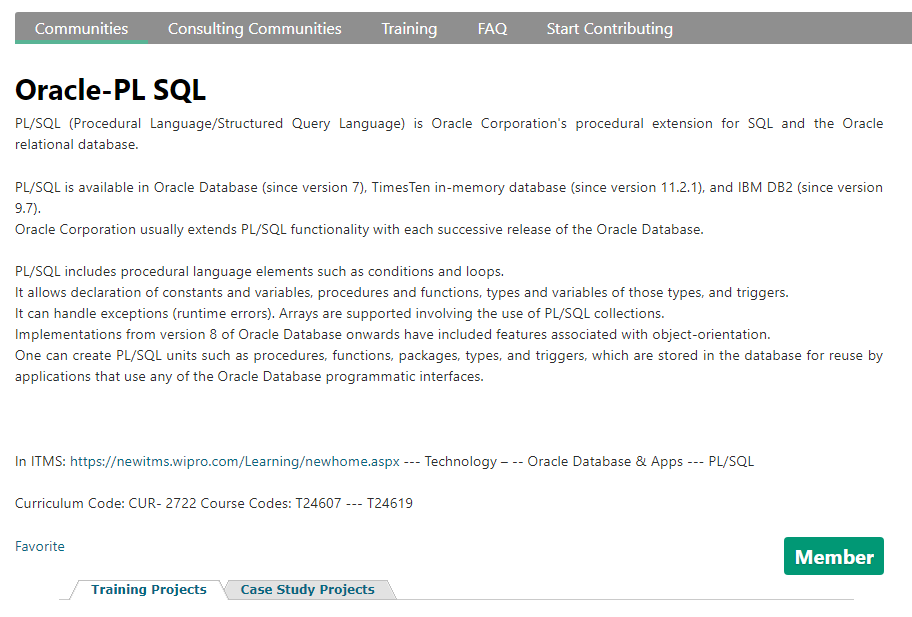 Communities Consulting Communities Training FAQ Start Contributing
Oracle-PL SQL
PL/SQL (Procedural Language/Structured Query Language) is Oracle Corporation's procedural extension for SQL and the Oracle
relational database.
PL/SQL is available in Oracle Database (since version 7), TimesTen in-memory database (since version 11.2.1), and IBM DB2 (since version
9.7).
Oracle Corporation usually extends PL/SQL functionality with each successive release of the Oracle Database.
PL/SQL includes procedural language elements such as conditions and loops.
It allows declaration of constants and variables, procedures and functions, types and variables of those types, and triggers.
It can handle exceptions (runtime errors). Arrays are supported involving the use of PL/SQL collections.
Implementations from version 8 of Oracle Database onwards have included features associated with object-orientation.
One can create PL/SQL units such as procedures, functions, packages, types, and triggers, which are stored in the database for reuse by
applications that use any of the Oracle Database programmatic interfaces.
In ITMS: https://newitms.wipro.com/Learning/newhome.aspx --- Technology – -- Oracle Database & Apps --- PL/SQL
Curriculum Code: CUR- 2722 Course Codes: T24607 --- T24619
Favorite
Member
Training Projects Case Study Projects